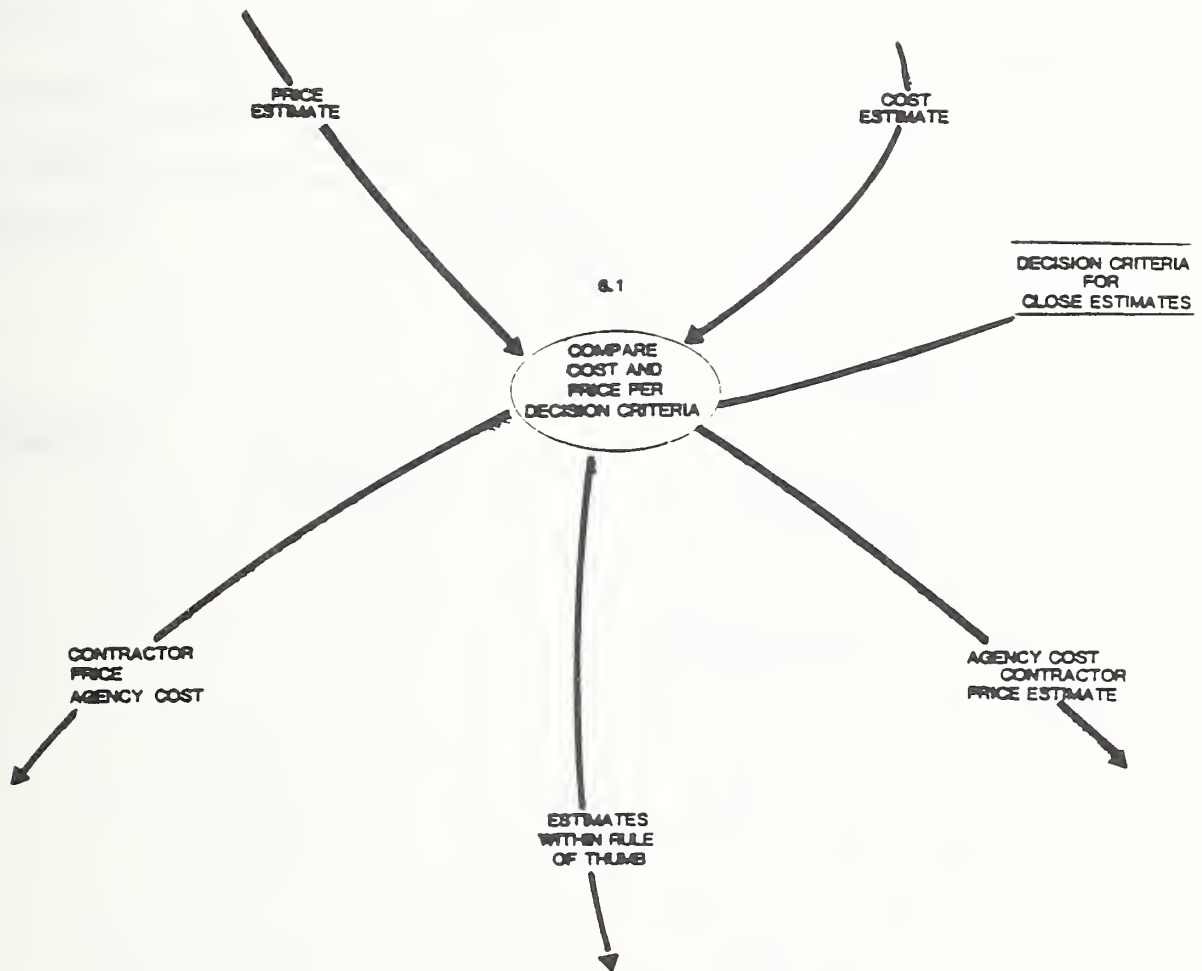 PRICE
ESTIMATE
COST
ESTIMATE
DECISION CRITERIA
FOR
CLOSE ESTIMATES
6.1
COMPARE
COST AND
PRICE PER
DECISION CRITERIA
CONTRACTOR
PRICE
AGENCY COST
AGENCY COST
CONTRACTOR
PRICE ESTIMATE
ESTIMATES
WITHIN RULE
OF THUMB